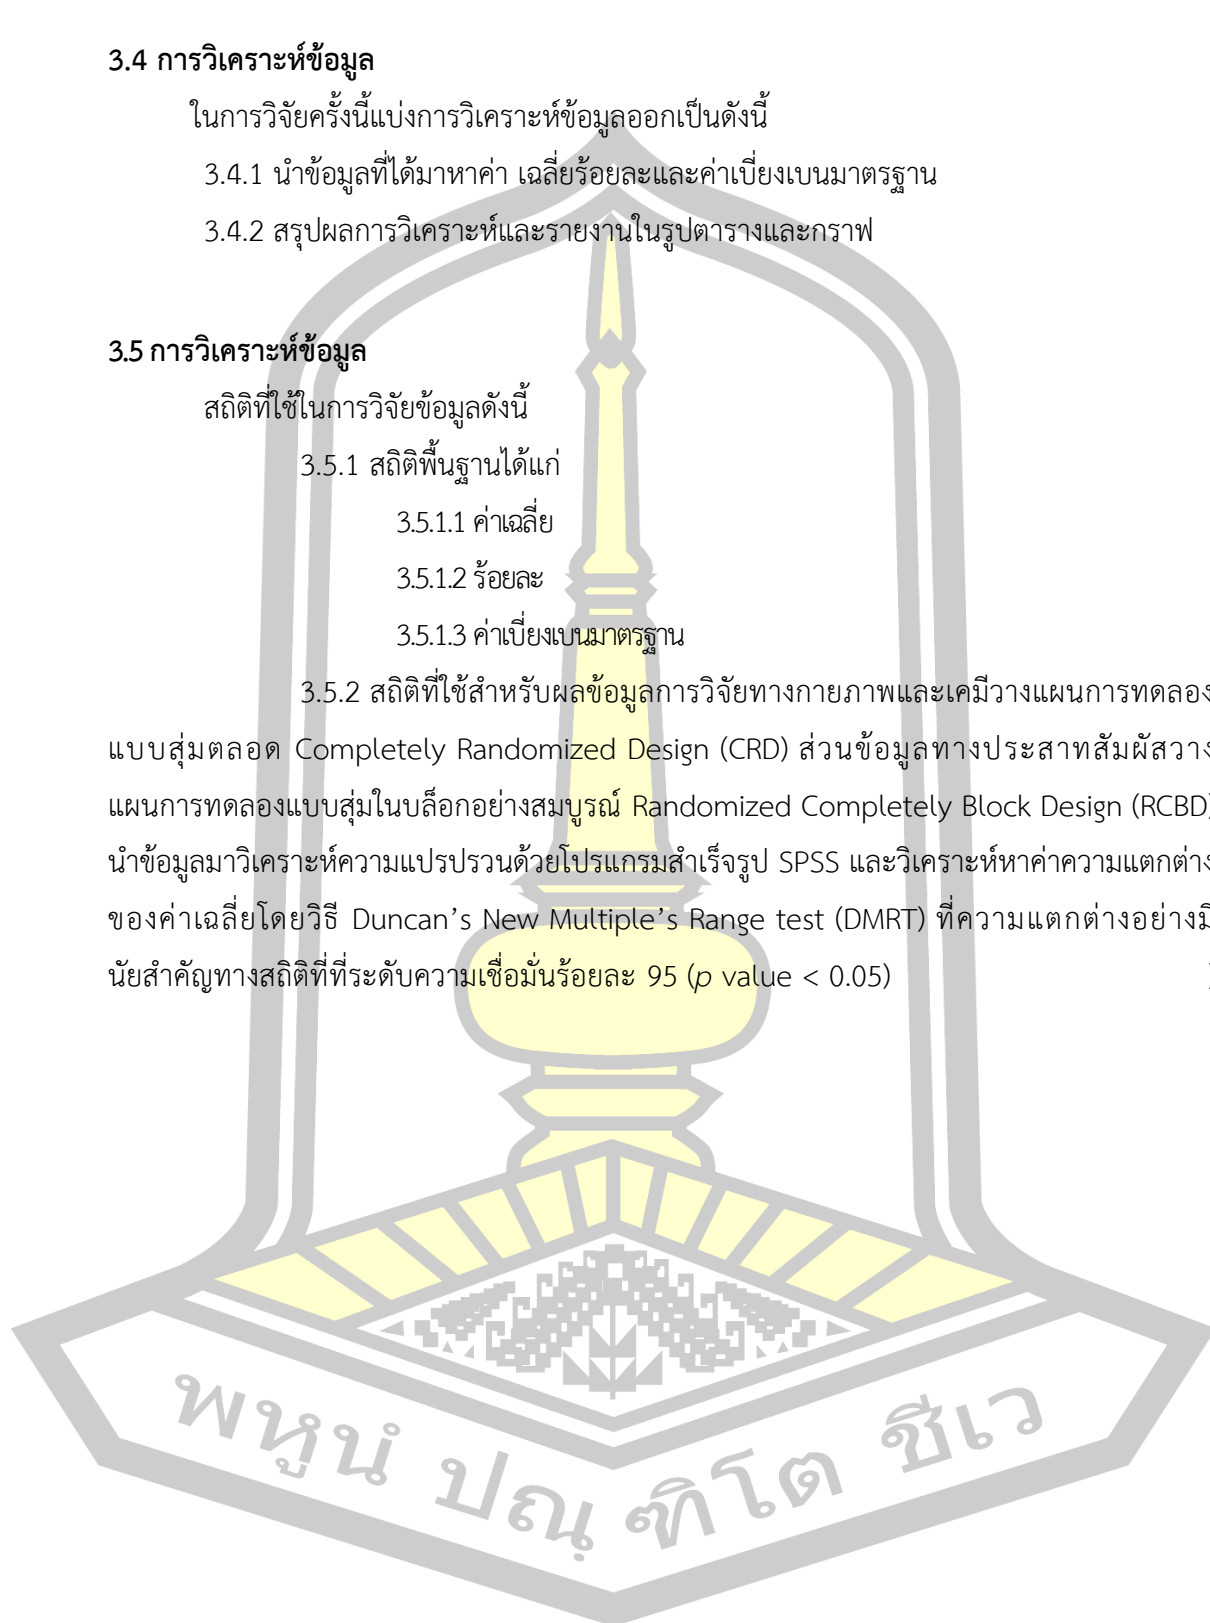 3.4 การวิเคราะห์ข้อมูล
ในการวิจัยครั้งนี้แบ่งการวิเคราะห์ข้อมูลออกเป็นดังนี้
3.4.1 นำข้อมูลที่ได้มาหาค่า เฉลี่ยร้อยละและค่าเบี่ยงเบนมาตรฐาน
3.4.2 สรุปผลการวิเคราะห์และรายงานในรูปตารางและกราฟ
3.5 การวิเคราะห์ข้อมูล
สถิติที่ใช้ในการวิจัยข้อมูลดังนี้
3.5.1 สถิติพื้นฐานได้แก่
3.5.1.1 ค่าเฉลี่ย
3.5.1.2 ร้อยละ
3.5.1.3 ค่าเบี่ยงเบนมาตรฐาน
3.5.2 สถิติที่ใช้สำหรับผลข้อมูลการวิจัยทางกายภาพและเคมีวางแผนการทดลอง
แบบสุ่มตลอด Completely Randomized Design (CRD) ส่วนข้อมูลทางประสาทสัมผัสวาง
แผนการทดลองแบบสุ่มในบล็อกอย่างสมบูรณ์ Randomized Completely Block Design (RCBD)
นำข้อมูลมาวิเคราะห์ความแปรปรวนด้วยโปรแกรมสำเร็จรูป SPSS และวิเคราะห์หาค่าความแตกต่าง
ของค่าเฉลี่ยโดยวิธี Duncan’s New Multiple’s Range test (DMRT) ที่ความแตกต่างอย่างมี
นัยสำคัญทางสถิติที่ที่ระดับความเชื่อมั่นร้อยละ 95 (p value < 0.05)
พหูนํ ปณฺฑิโต ชีเว